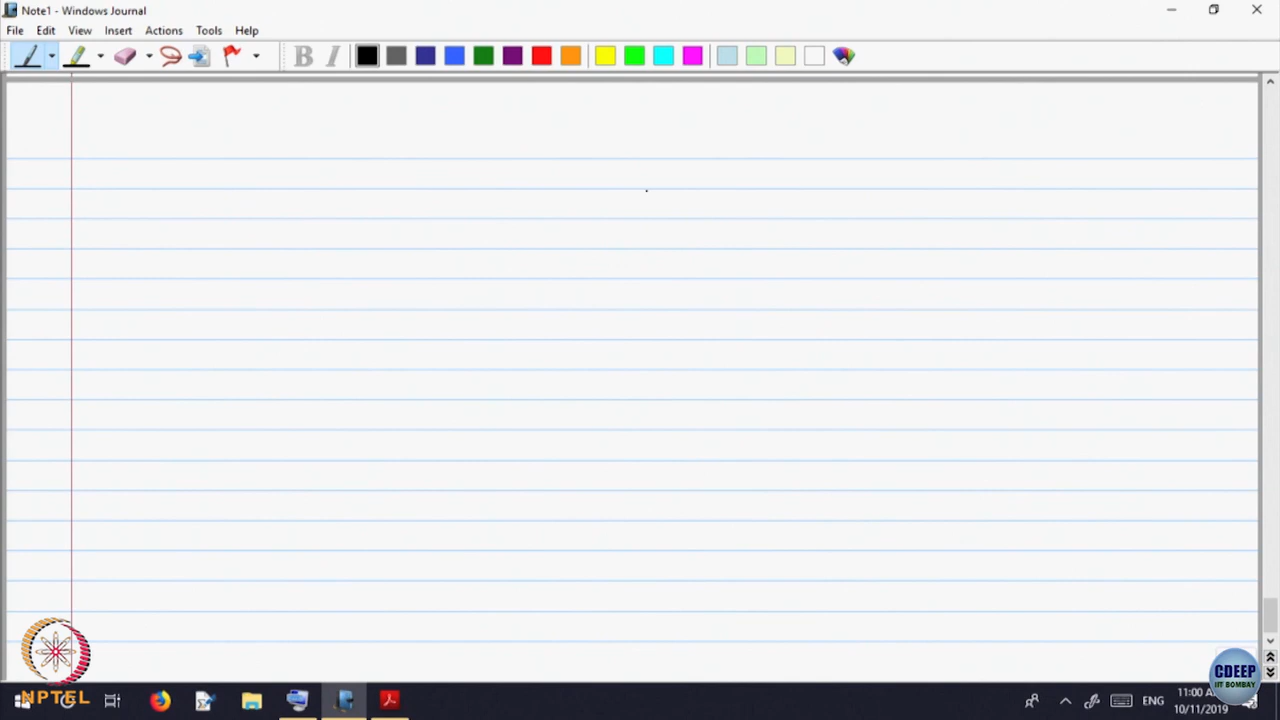 Note1 - Windows Journal
File Edit View Insert Actions Tools Help
B I
NPTEL
CDEEP
IIT BOMBAY
ENG
11:00
10/11/2019